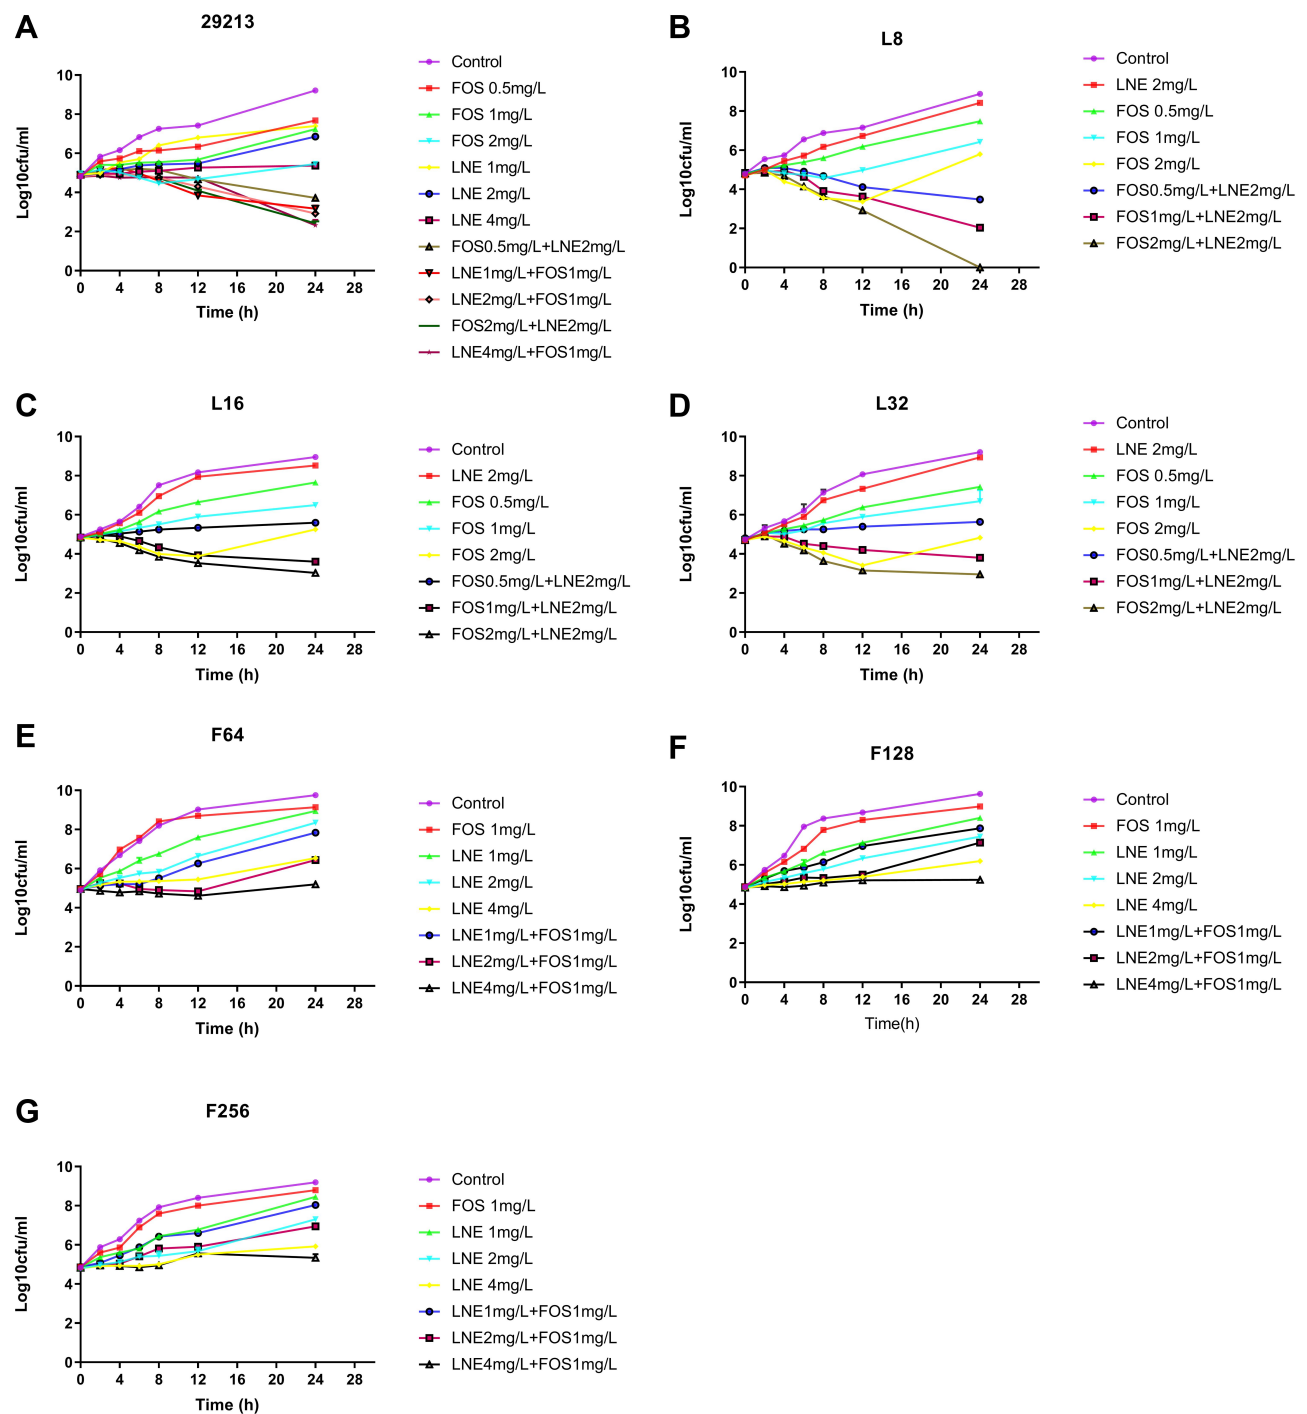 A
29213
Log10cfu/ml
10
8
6
4
2
0
0 4 8 12 16 20 24 28
Time (h)
Control
FOS 0.5mg/L
FOS 1mg/L
FOS 2mg/L
LNE 1mg/L
LNE 2mg/L
LNE 4mg/L
FOS0.5mg/L+LNE2mg/L
LNE1mg/L+FOS1mg/L
LNE2mg/L+FOS1mg/L
FOS2mg/L+LNE2mg/L
LNE4mg/L+FOS1mg/L
B
L8
Log10cfu/ml
10
8
6
4
2
0
0 4 8 12 16 20 24 28
Time (h)
Control
LNE 2mg/L
FOS 0.5mg/L
FOS 1mg/L
FOS 2mg/L
FOS0.5mg/L+LNE2mg/L
FOS1mg/L+LNE2mg/L
FOS2mg/L+LNE2mg/L
C
L16
Log10cfu/ml
10
8
6
4
2
0
0 4 8 12 16 20 24 28
Time (h)
Control
LNE 2mg/L
FOS 0.5mg/L
FOS 1mg/L
FOS 2mg/L
FOS0.5mg/L+LNE2mg/L
FOS1mg/L+LNE2mg/L
FOS2mg/L+LNE2mg/L
D
L32
Log10cfu/ml
10
8
6
4
2
0
0 4 8 12 16 20 24 28
Time (h)
Control
LNE 2mg/L
FOS 0.5mg/L
FOS 1mg/L
FOS 2mg/L
FOS0.5mg/L+LNE2mg/L
FOS1mg/L+LNE2mg/L
FOS2mg/L+LNE2mg/L
E
F64
Log10cfu/ml
10
8
6
4
2
0
0 4 8 12 16 20 24 28
Time (h)
Control
FOS 1mg/L
LNE 1mg/L
LNE 2mg/L
LNE 4mg/L
LNE1mg/L+FOS1mg/L
LNE2mg/L+FOS1mg/L
LNE4mg/L+FOS1mg/L
F
F128
Log10cfu/ml
10
8
6
4
2
0
0 4 8 12 16 20 24 28
Time(h)
Control
FOS 1mg/L
LNE 1mg/L
LNE 2mg/L
LNE 4mg/L
LNE1mg/L+FOS1mg/L
LNE2mg/L+FOS1mg/L
LNE4mg/L+FOS1mg/L
G
F256
Log10cfu/ml
10
8
6
4
2
0
0 4 8 12 16 20 24 28
Time (h)
Control
FOS 1mg/L
LNE 1mg/L
LNE 2mg/L
LNE 4mg/L
LNE1mg/L+FOS1mg/L
LNE2mg/L+FOS1mg/L
LNE4mg/L+FOS1mg/L